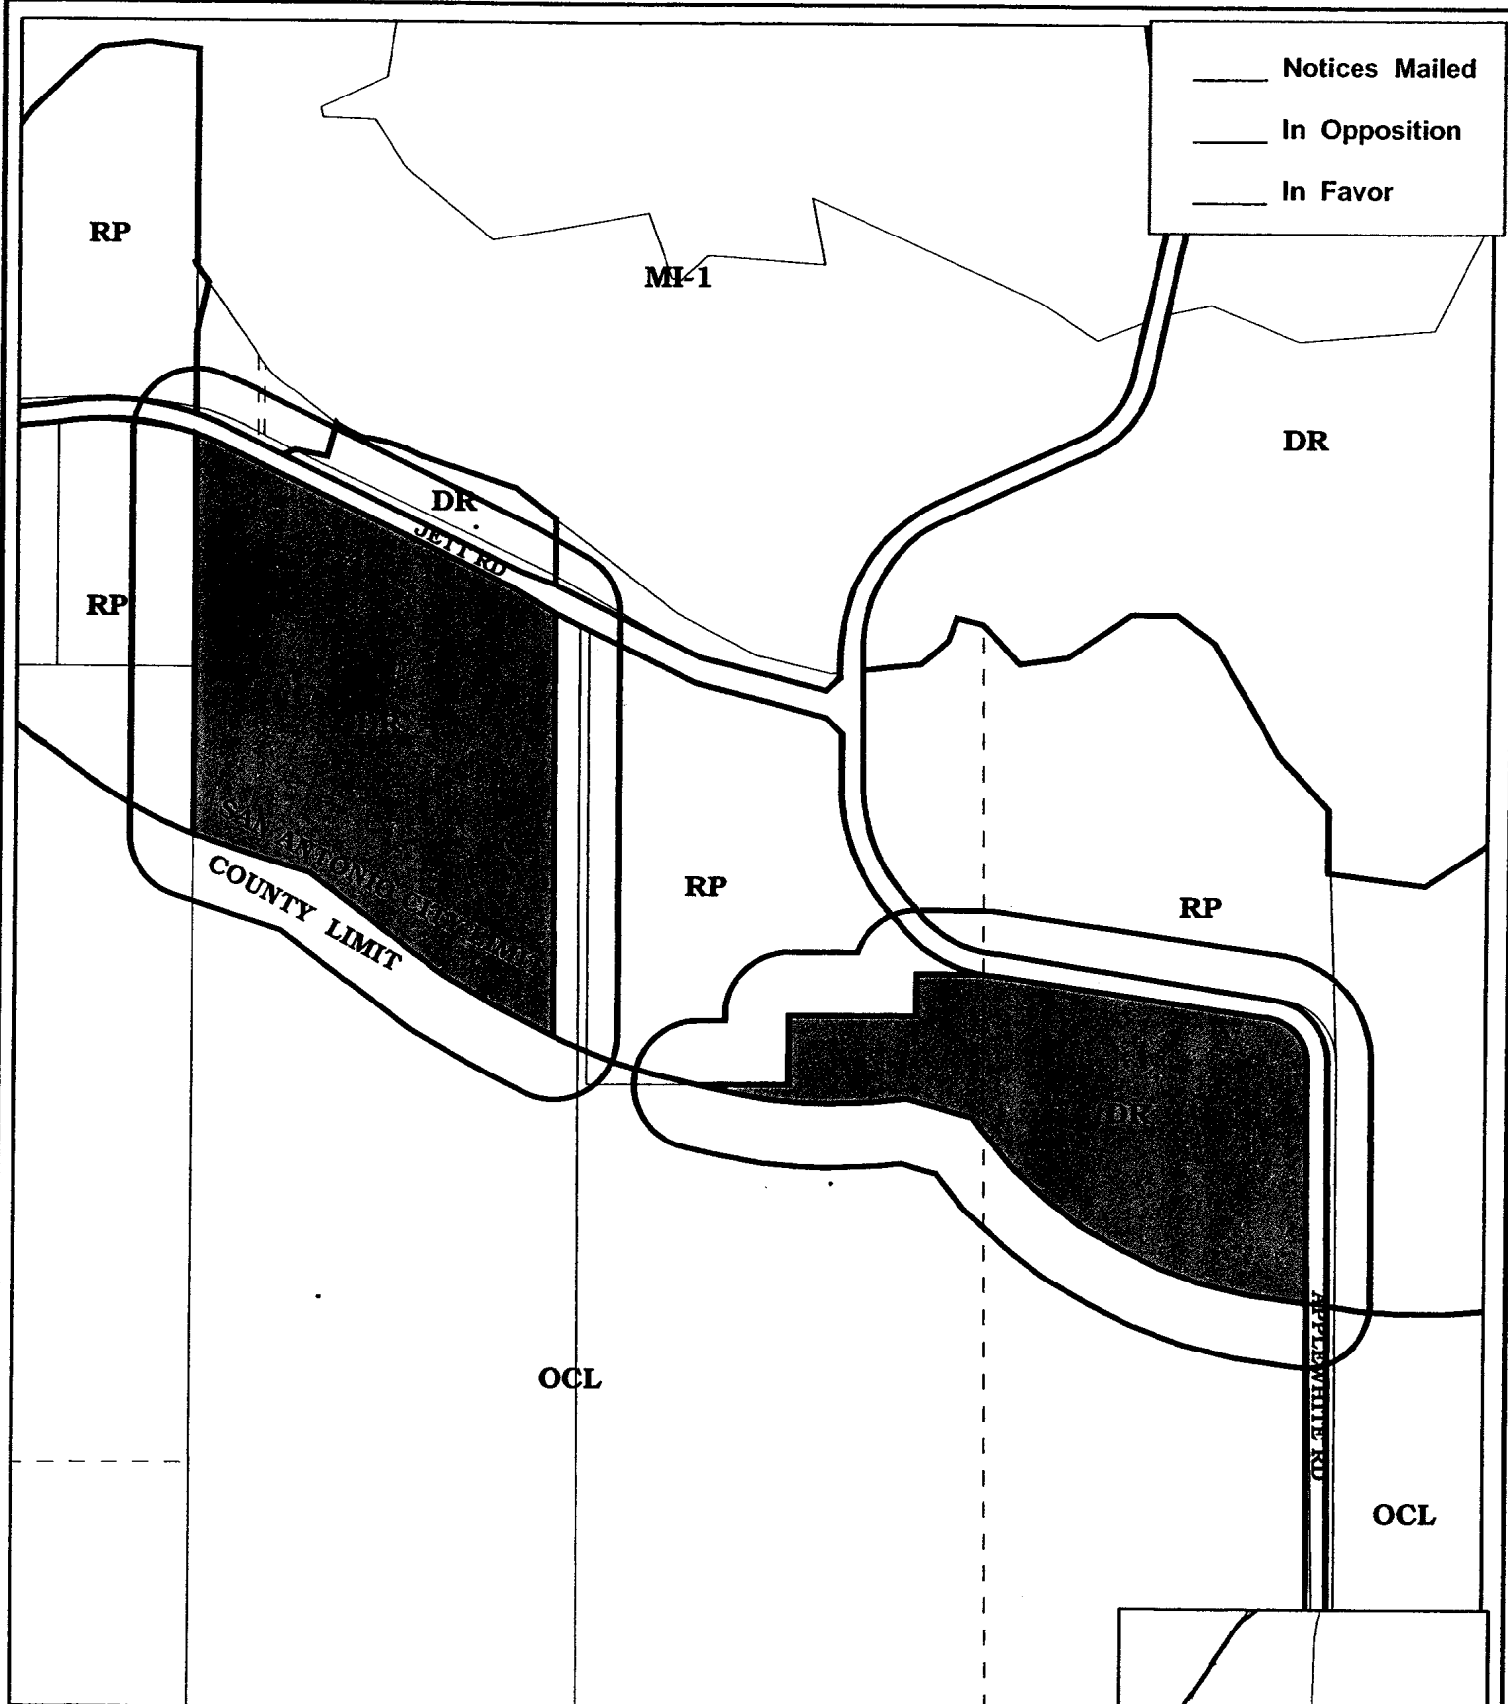 Notices Mailed
In Opposition
In Favor
RP
MI-1
DR
DR
JETT RD
RP
DR
SAN ANTONIO CITY LIMIT
COUNTY LIMIT
RP
RP
DR
APPLEWHITE RD
OCL
OCL